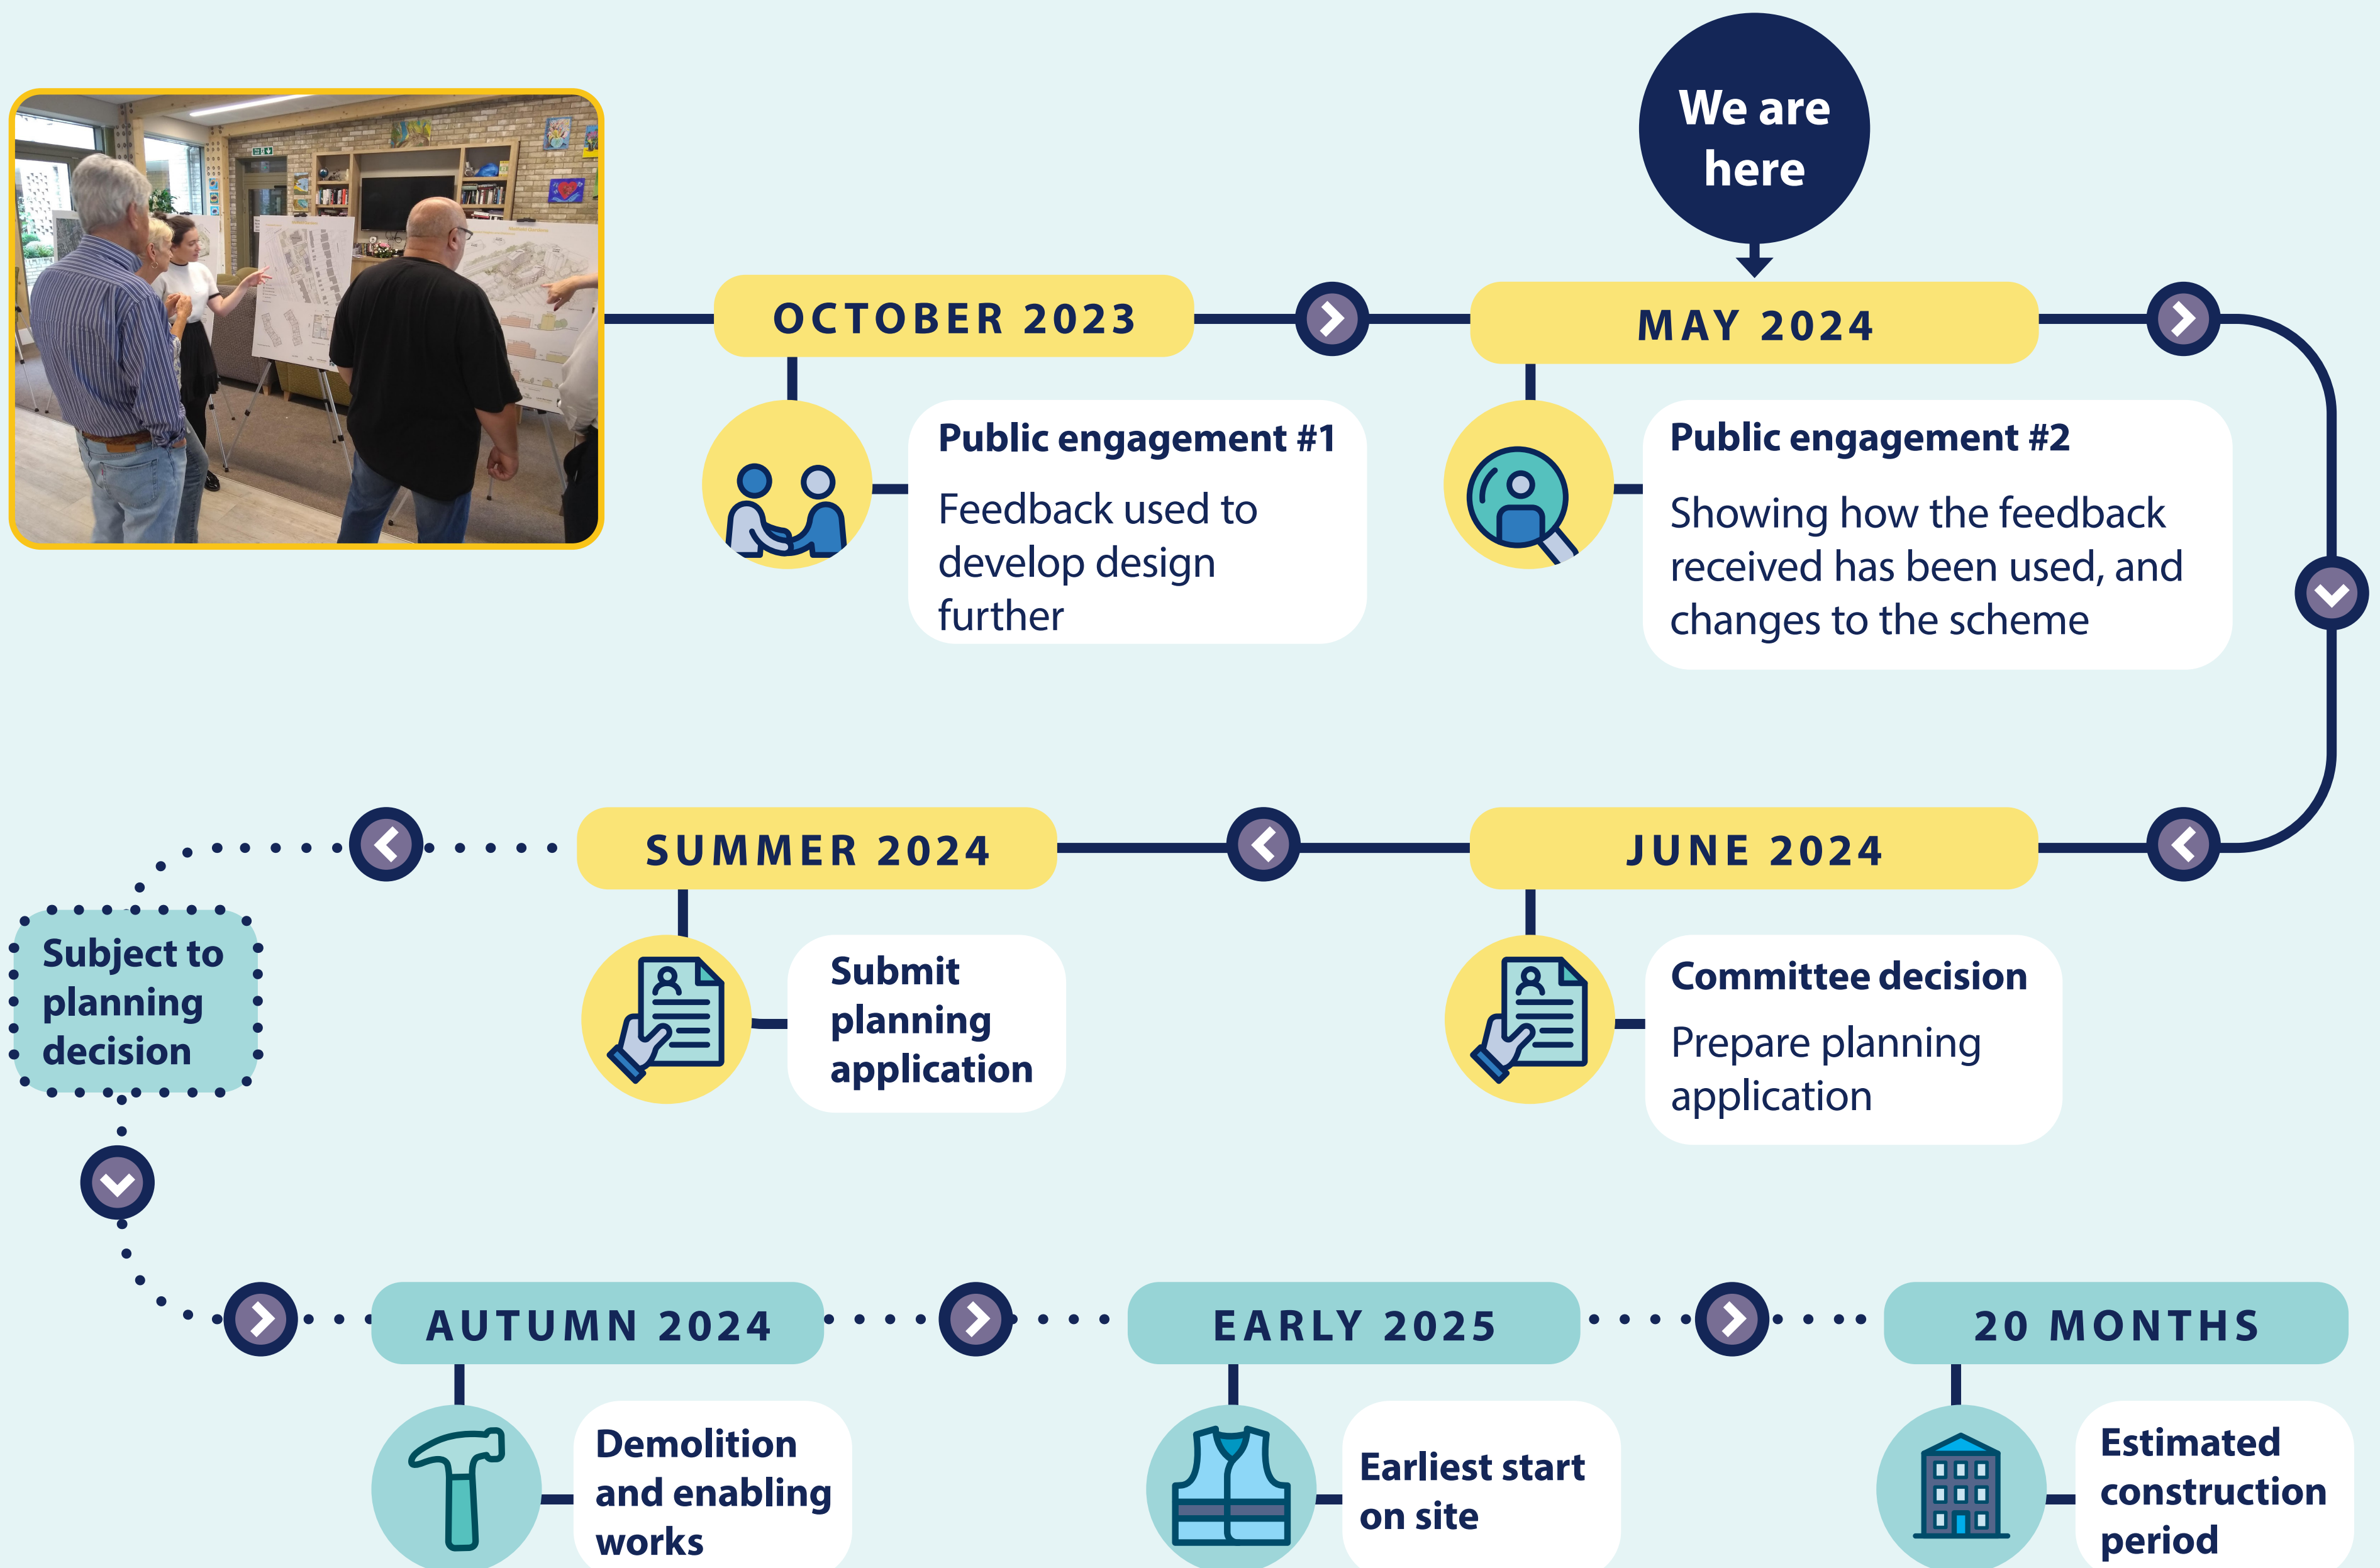 We are
here
OCTOBER 2023
MAY 2024
Public engagement #1
Feedback used to
develop design
further
Public engagement #2
Showing how the feedback
received has been used, and
changes to the scheme
SUMMER 2024
JUNE 2024
Subject to
planning
decision
Submit
planning
application
Committee decision
Prepare planning
application
AUTUMN 2024
EARLY 2025
20 MONTHS
Demolition
and enabling
works
Earliest start
on site
Estimated
construction
period